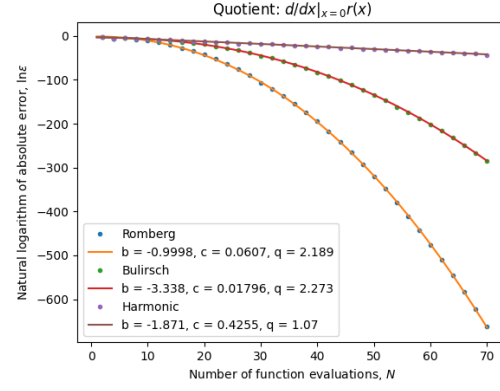 Quotient: d/dx|ₓ₌₀r(x)
Natural logarithm of absolute error, lnε
0
−100
−200
−300
−400
−500
−600
Romberg
b = -0.9998, c = 0.0607, q = 2.189
Bulirsch
b = -3.338, c = 0.01796, q = 2.273
Harmonic
b = -1.871, c = 0.4255, q = 1.07
0 10 20 30 40 50 60 70
Number of function evaluations, N